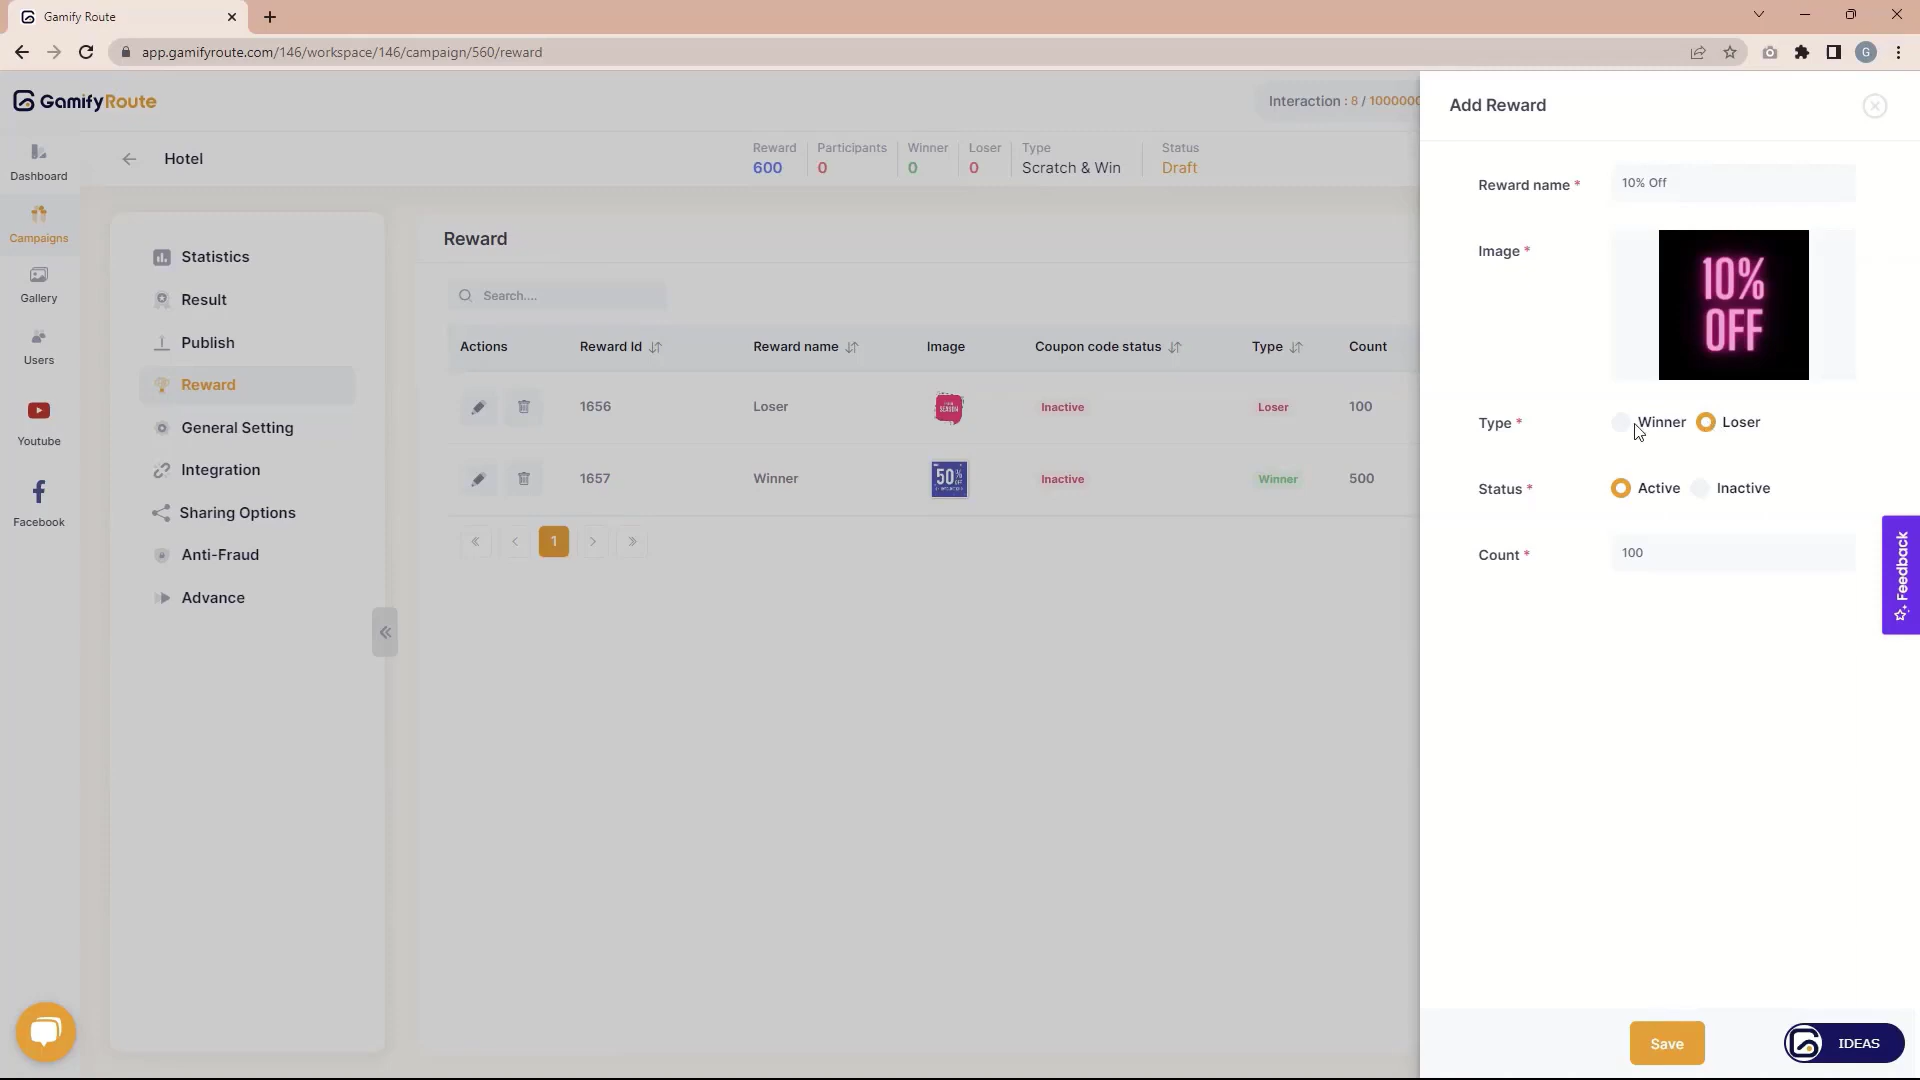 Gamify Route
app.gamifyroute.com/146/workspace/146/campaign/560/reward
G
GamifyRoute
Interaction : 8 / 1000000
Add Reward
Dashboard
Campaigns
Gallery
Users
Youtube
Facebook
Hotel
Reward
600
Participants
0
Winner
0
Loser
0
Type
Scratch & Win
Status
Draft
Statistics
Result
Publish
Reward
General Setting
Integration
Sharing Options
Anti-Fraud
Advance
Reward
Search....
Actions Reward Id Reward name Image Coupon code status Type Count
1656 Loser SEASON Inactive Loser 100
1657 Winner 50% Inactive Winner 500
« ‹ 1 › »
«
Reward name * 10% Off
Image *
10%
OFF
Type * Winner Loser
Status * Active Inactive
Count * 100
Feedback
Save
IDEAS